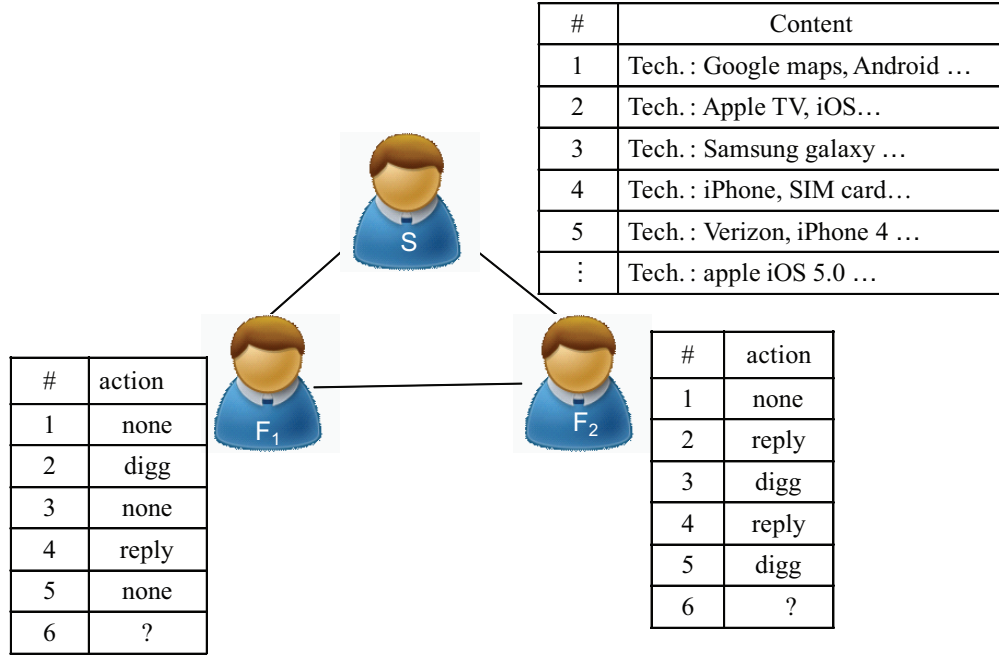 # Content
1 Tech. : Google maps, Android …
2 Tech. : Apple TV, iOS…
3 Tech. : Samsung galaxy …
4 Tech. : iPhone, SIM card…
5 Tech. : Verizon, iPhone 4 …
⋮ Tech. : apple iOS 5.0 …
S
F₁
F₂
# action
1 none
2 digg
3 none
4 reply
5 none
6 ?
# action
1 none
2 reply
3 digg
4 reply
5 digg
6 ?